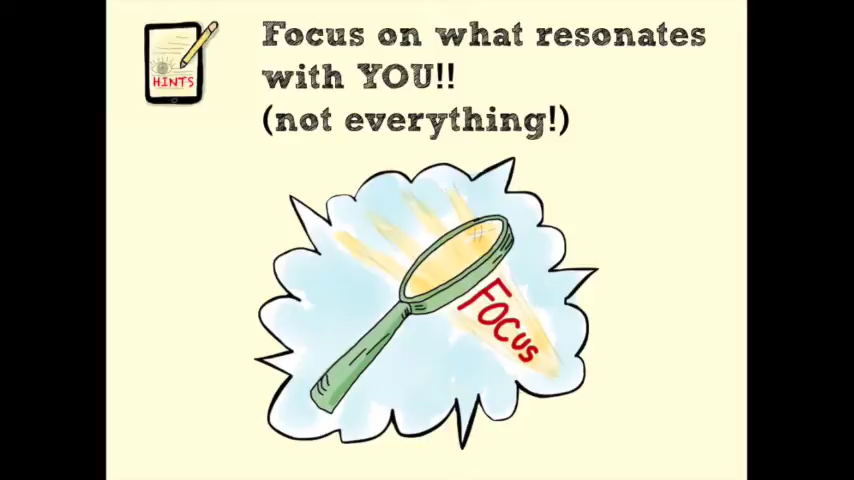 HINTS
Focus on what resonates
with YOU!!
(not everything!)
FOCUS